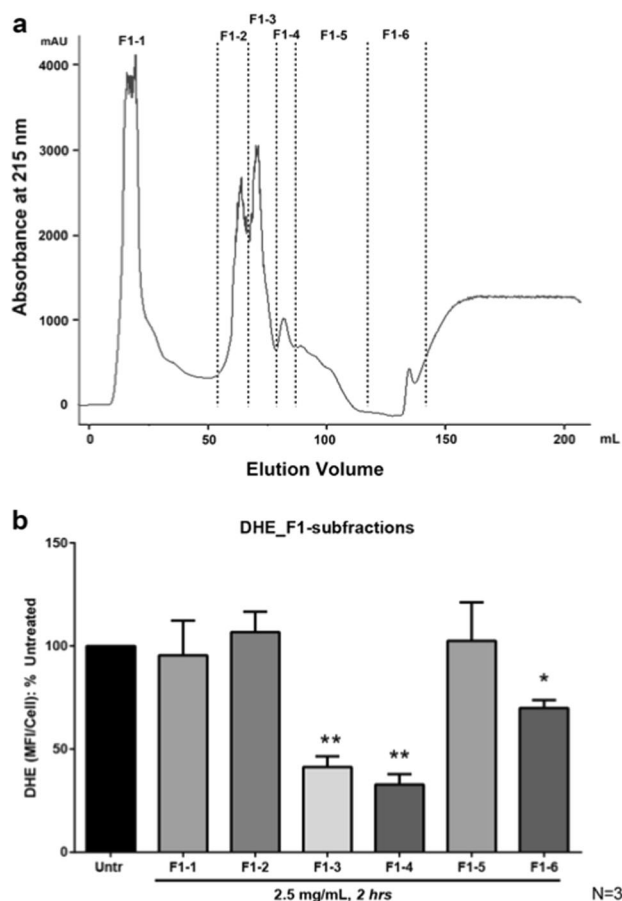 a
F1-3
F1-1 F1-2 F1-4 F1-5 F1-6
mAU
4000
3000
2000
1000
0
Absorbance at 215 nm
0 50 100 150 200 mL
Elution Volume
b
DHE_F1-subfractions
DHE (MFI/Cell): % Untreated
150
100
50
0
** ** *
Untr F1-1 F1-2 F1-3 F1-4 F1-5 F1-6
2.5 mg/mL, 2 hrs N=3